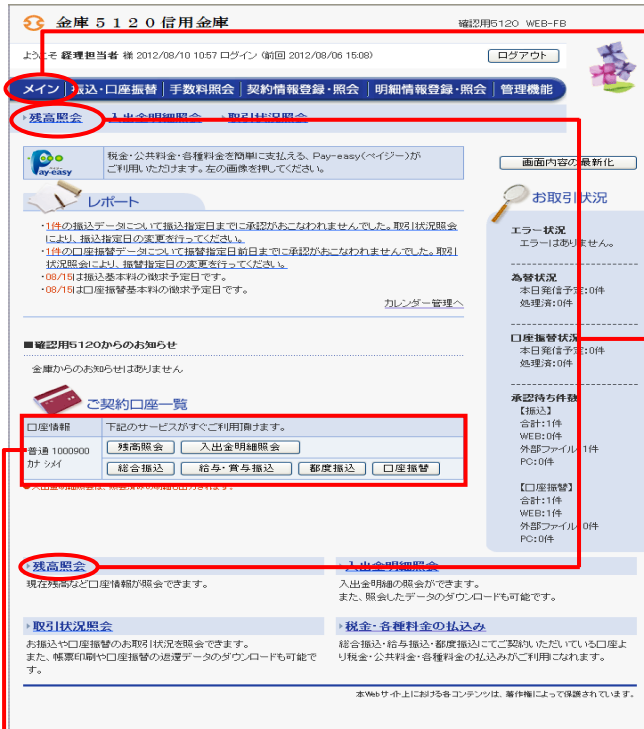 金庫5120信用金庫
確認用5120 WEB-FB
ようこそ 経理担当者 様 2012/08/10 10:57 ログイン (前回 2012/08/06 15:08)
ログアウト
メイン 振込・口座振替 手数料照会 契約情報登録・照会 明細情報登録・照会 管理機能
残高照会 入出金明細照会 取引状況照会
Pay-easy
税金・公共料金・各種料金を簡単に支払える、Pay-easy(ペイジー)が
ご利用いただけます。左の画像を押してください。
画面内容の最新化
レポート
・1件の振込データについて振込指定日までに承認がおこなわれませんでした。取引状況照会
により、振込指定日の変更を行ってください。
・1件の口座振替データについて振替指定日前日までに承認がおこなわれませんでした。取引
状況照会により、振替指定日の変更を行ってください。
・08/15は振込基本料の徴求予定日です。
・08/15は口座振替基本料の徴求予定日です。
カレンダー管理へ
■確認用5120からのお知らせ
金庫からのお知らせはありません
ご契約口座一覧
口座情報 下記のサービスがすぐご利用頂けます。
普通 1000900
カナ シメイ
残高照会 入出金明細照会
総合振込 給与・賞与振込 都度振込 口座振替
●入出金明細照会は、照会済みの明細も出力されます。
お取引状況
エラー状況
エラーはありません。
為替状況
本日発信予定:0件
処理済:0件
口座振替状況
本日発信予定:0件
処理済:0件
承認待ち件数
【振込】
合計:1件
WEB:0件
外部ファイル:1件
PC:0件
【口座振替】
合計:1件
WEB:1件
外部ファイル:0件
PC:0件
残高照会
現在残高など口座情報が照会できます。
入出金明細照会
入出金明細の照会ができます。
また、照会したデータのダウンロードも可能です。
取引状況照会
お振込や口座振替のお取引状況を照会できます。
また、帳票印刷や口座振替の返還データのダウンロードも可能で
す。
税金・各種料金の払込み
総合振込・給与振込・都度振込にてご契約いただいている口座よ
り税金・公共料金・各種料金の払込みがご利用になれます。
本Webサイト上における各コンテンツは、著作権によって保護されています。